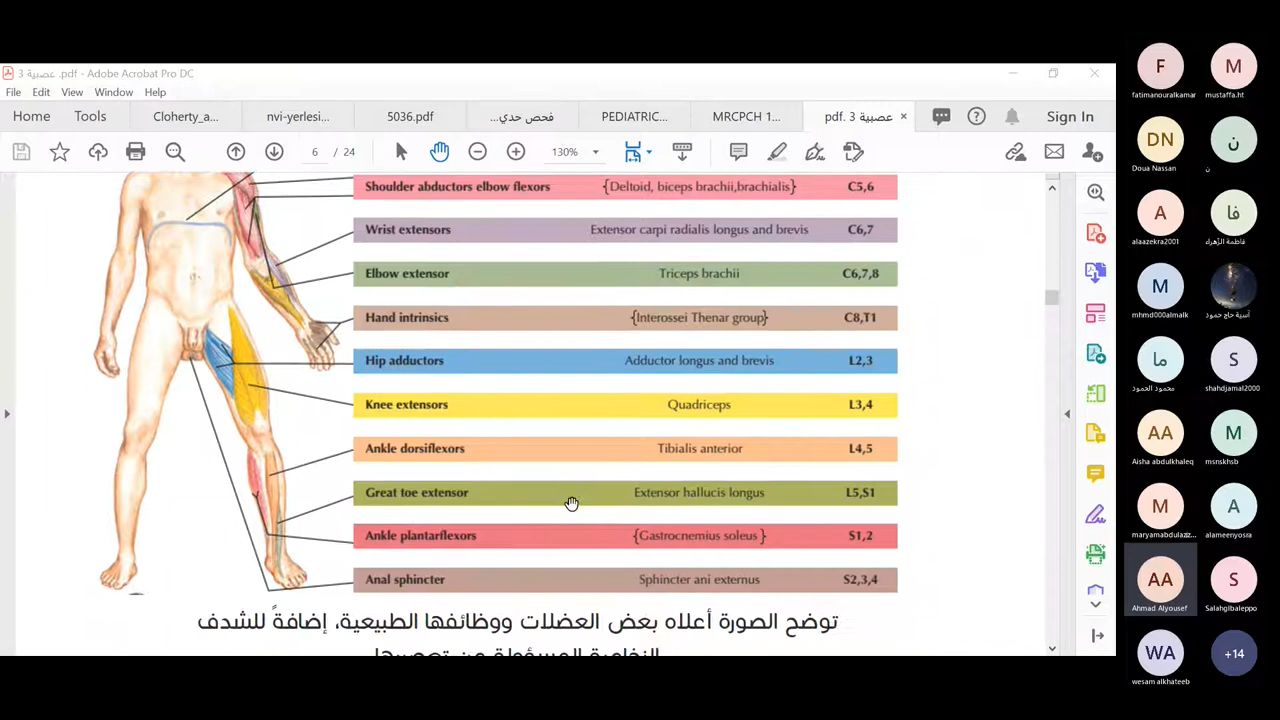 عصبية 3 .pdf - Adobe Acrobat Pro DC
File Edit View Window Help
Home Tools Cloherty_a... nvi-yerlesi... 5036.pdf فحص حدي... PEDIATRIC... MRCPCH 1... عصبية 3 .pdf × Sign In
6 / 24 130%
Shoulder abductors elbow flexors {Deltoid, biceps brachii,brachialis} C5,6
Wrist extensors Extensor carpi radialis longus and brevis C6,7
Elbow extensor Triceps brachii C6,7,8
Hand intrinsics {Interossei Thenar group} C8,T1
Hip adductors Adductor longus and brevis L2,3
Knee extensors Quadriceps L3,4
Ankle dorsiflexors Tibialis anterior L4,5
Great toe extensor Extensor hallucis longus L5,S1
Ankle plantarflexors {Gastrocnemius soleus } S1,2
Anal sphincter Sphincter ani externus S2,3,4
توضح الصورة أعلاه بعض العضلات ووظائفها الطبيعية، إضافةً للشدف
النخاعية المسؤولة عن تعصيبها
F M
fatimanouralkamar mustaffa.ht
DN ن
Doua Nassan ن
A فا
alaazekra2001 فاطمة الزهراء
M
mhmd000almalk آسية حاج حمود
ما S
محمود الحمود shahdjamal2000
AA M
Aisha abdulkhaleq msnskhsb
M A
maryamabdulazz... alameenyosra
AA S
Ahmad Alyousef Salahglbaleppo
WA +14
wesam alkhateeb